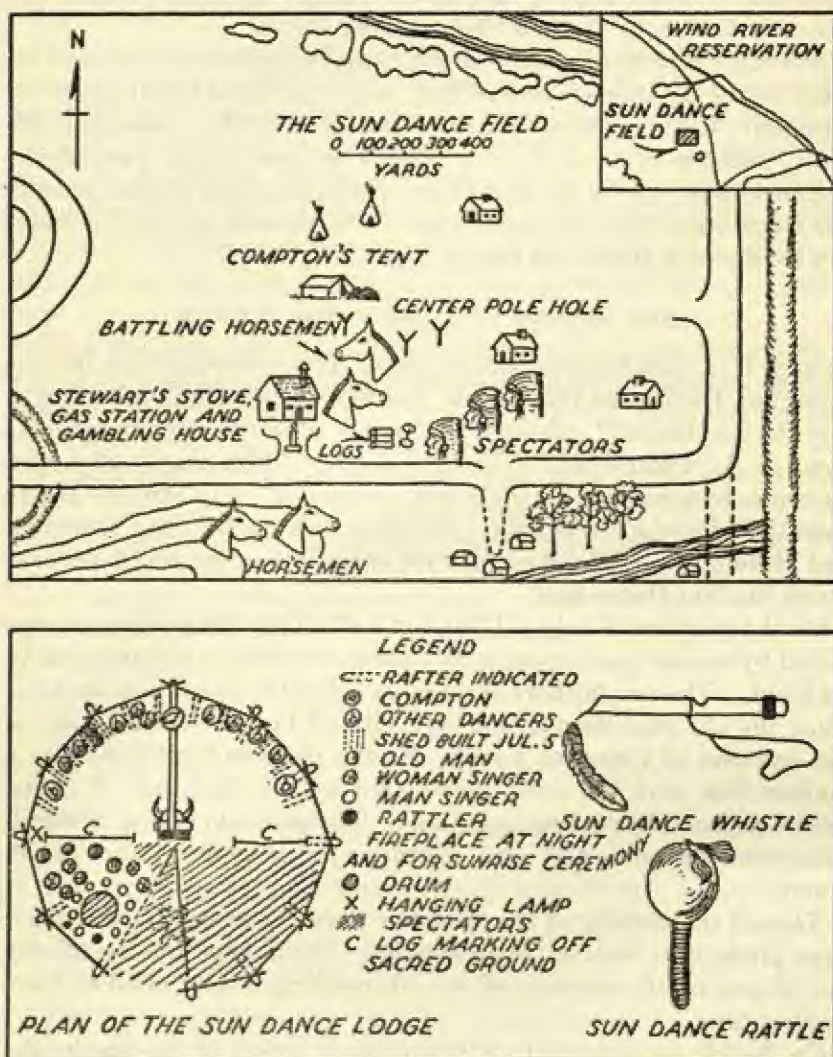 N
WIND RIVER
RESERVATION
SUN DANCE
FIELD
THE SUN DANCE FIELD
0 100 200 300 400
YARDS
COMPTON'S TENT
CENTER POLE HOLE
BATTLING HORSEMEN
STEWART'S STOVE,
GAS STATION AND
GAMBLING HOUSE
LOGS
SPECTATORS
HORSEMEN
LEGEND
RAFTER INDICATED
COMPTON
OTHER DANCERS
SHED BUILT JUL. 5
OLD MAN
WOMAN SINGER
MAN SINGER
RATTLER
FIREPLACE AT NIGHT
AND FOR SUNRISE CEREMONY
DRUM
X HANGING LAMP
SPECTATORS
C LOG MARKING OFF
SACRED GROUND
X
C
C
PLAN OF THE SUN DANCE LODGE
SUN DANCE WHISTLE
SUN DANCE RATTLE